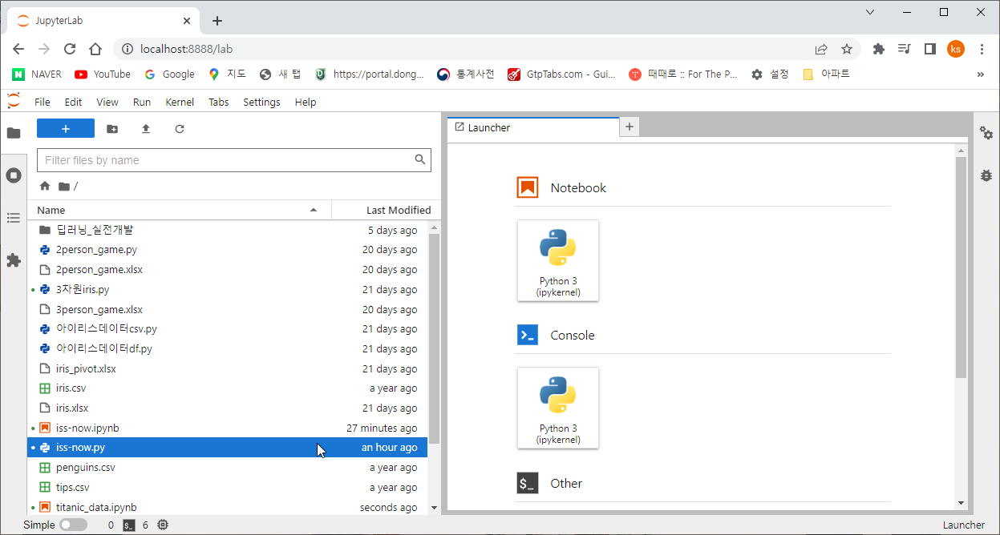 JupyterLab
localhost:8888/lab
ks
NAVER YouTube Google 지도 새 탭 https://portal.dong... 통계사전 GtpTabs.com - Gui... 때때로 :: For The P... 설정 아파트 »
File Edit View Run Kernel Tabs Settings Help
+
Filter files by name
/
Name Last Modified
딥러닝_실전개발 5 days ago
2person_game.py 20 days ago
2person_game.xlsx 20 days ago
3차원iris.py 21 days ago
3person_game.xlsx 20 days ago
아이리스데이터csv.py 21 days ago
아이리스데이터df.py 21 days ago
iris_pivot.xlsx 21 days ago
iris.csv a year ago
iris.xlsx 21 days ago
iss-now.ipynb 27 minutes ago
iss-now.py an hour ago
penguins.csv a year ago
tips.csv a year ago
titanic_data.ipynb seconds ago
Launcher
Notebook
Python 3
(ipykernel)
Console
Python 3
(ipykernel)
$_ Other
Simple 0 $_ 6 Launcher